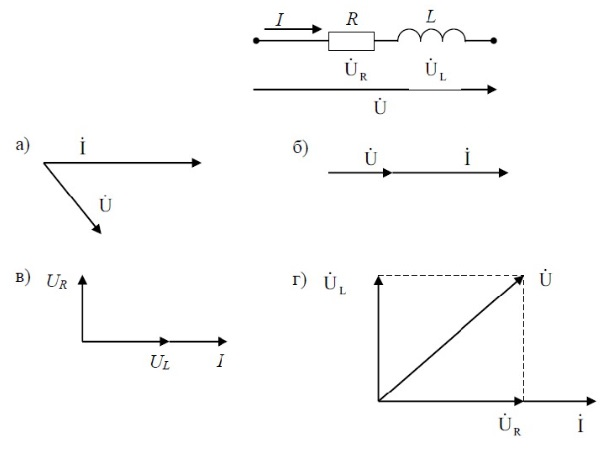 I R L
U̇R U̇L
U̇
а) İ
U̇
б) U̇ İ
в) UR
UL I
г) U̇L U̇
U̇R İ